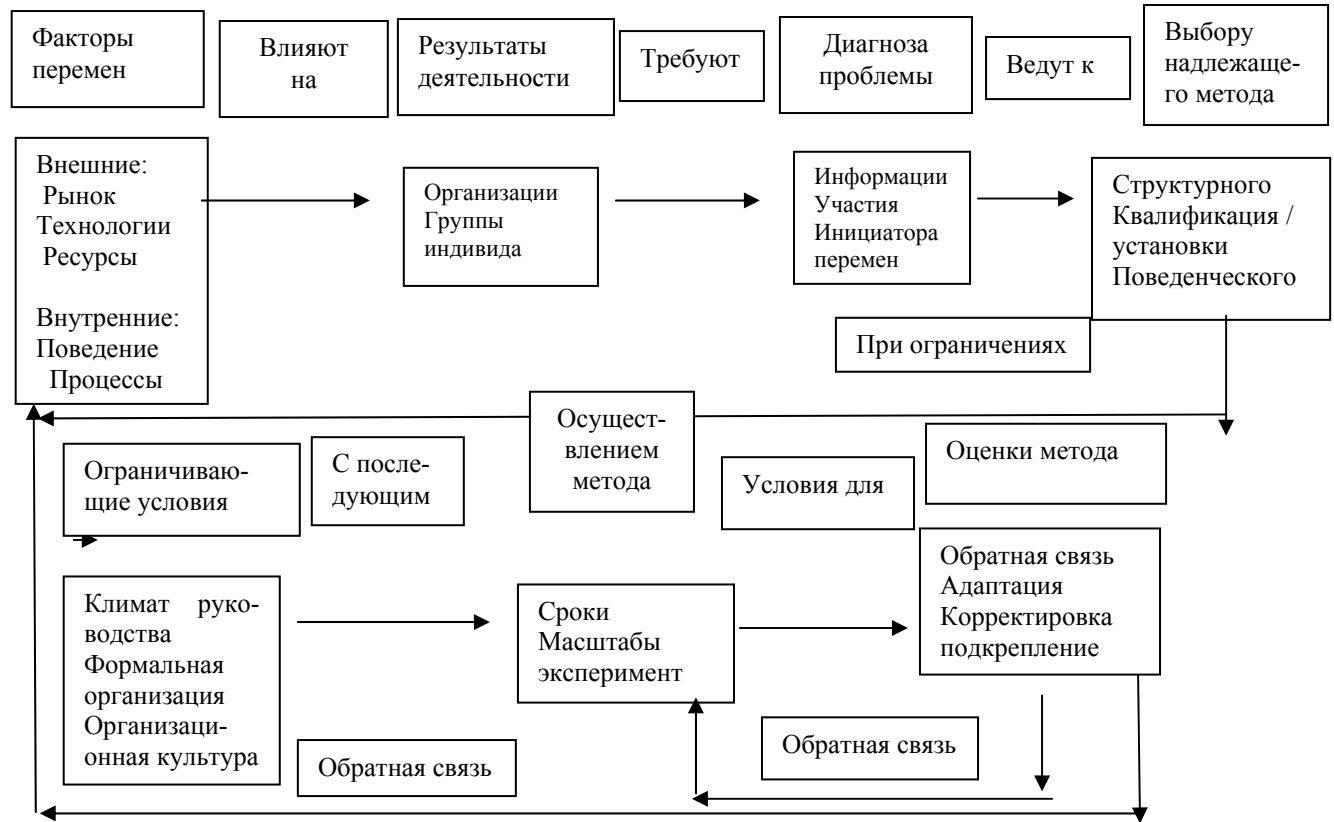 Факторы
перемен
Влияют
на
Результаты
деятельности
Требуют
Диагноза
проблемы
Ведут к
Выбору
надлежаще-
го метода
Внешние:
Рынок
Технологии
Ресурсы
Внутренние:
Поведение
Процессы
Организации
Группы
индивида
Информации
Участия
Инициатора
перемен
Структурного
Квалификация /
установки
Поведенческого
При ограничениях
Ограничиваю-
щие условия
С после-
дующим
Осущест-
влением
метода
Условия для
Оценки метода
Климат руко-
водства
Формальная
организация
Организаци-
онная культура
Сроки
Масштабы
эксперимент
Обратная связь
Адаптация
Корректировка
подкрепление
Обратная связь
Обратная связь